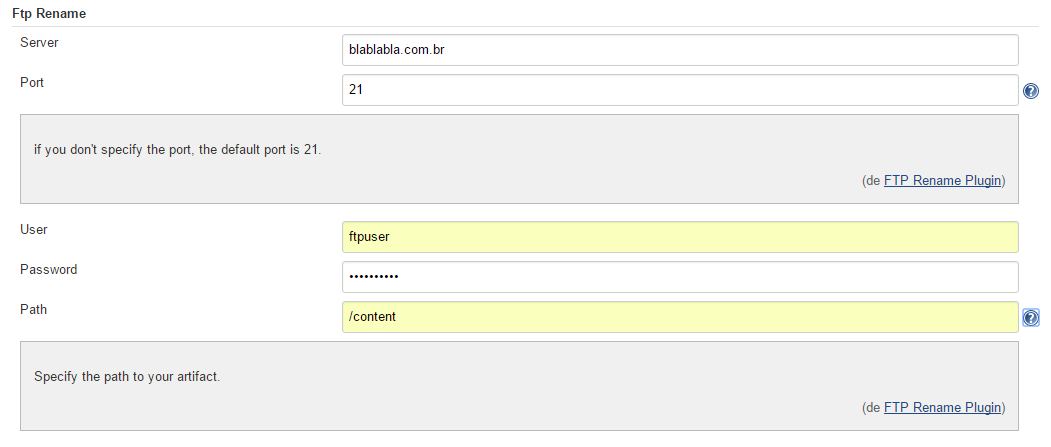 Ftp Rename
Server
blablabla.com.br
Port
21
if you don't specify the port, the default port is 21.
(de FTP Rename Plugin)
User
ftpuser
Password
••••••••••
Path
/content
Specify the path to your artifact.
(de FTP Rename Plugin)